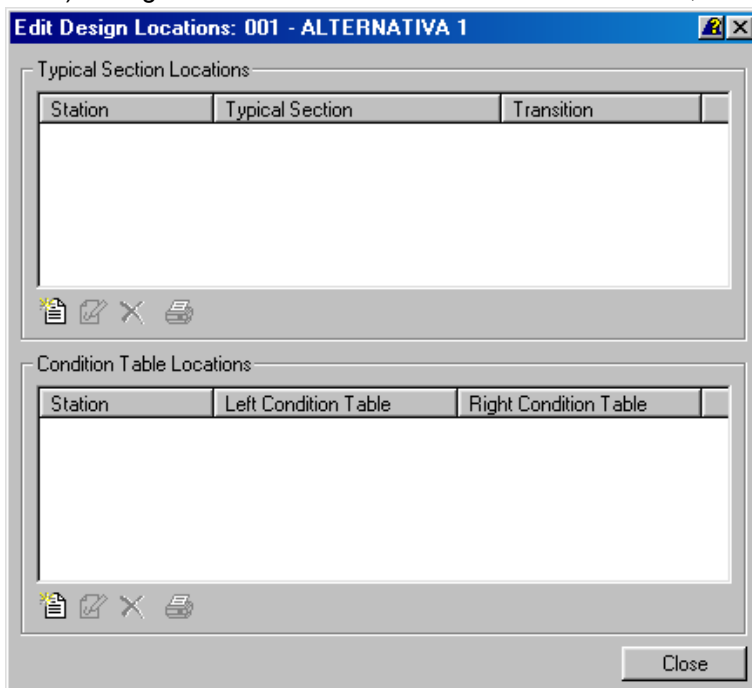 Edit Design Locations: 001 - ALTERNATIVA 1
Typical Section Locations
Station Typical Section Transition
Condition Table Locations
Station Left Condition Table Right Condition Table
Close